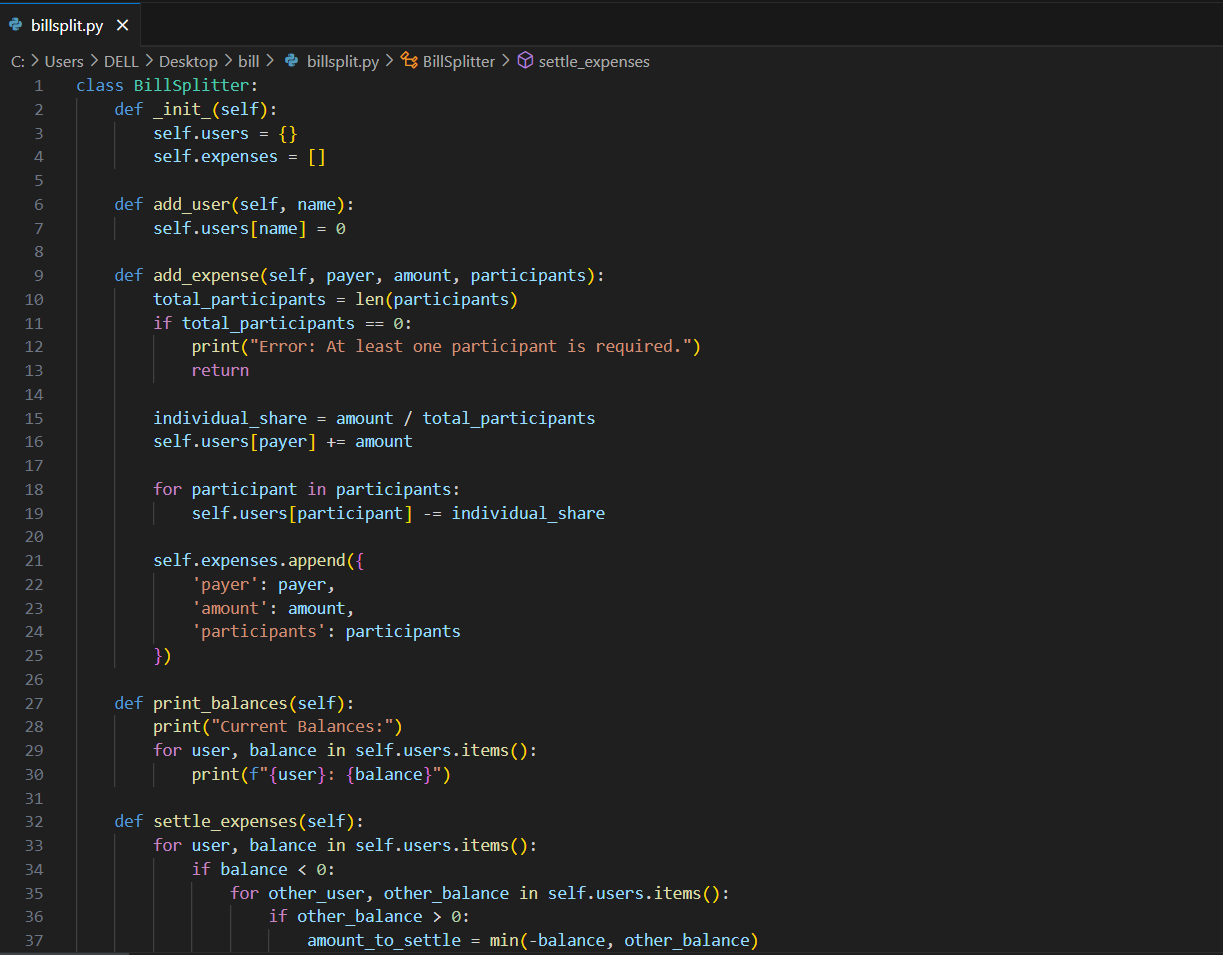 billsplit.py ×
C: > Users > DELL > Desktop > bill > billsplit.py > BillSplitter > settle_expenses
1 class BillSplitter:
2     def _init_(self):
3         self.users = {}
4         self.expenses = []
5
6     def add_user(self, name):
7         self.users[name] = 0
8
9     def add_expense(self, payer, amount, participants):
10         total_participants = len(participants)
11         if total_participants == 0:
12             print("Error: At least one participant is required.")
13             return
14
15         individual_share = amount / total_participants
16         self.users[payer] += amount
17
18         for participant in participants:
19             self.users[participant] -= individual_share
20
21         self.expenses.append({
22             'payer': payer,
23             'amount': amount,
24             'participants': participants
25         })
26
27     def print_balances(self):
28         print("Current Balances:")
29         for user, balance in self.users.items():
30             print(f"{user}: {balance}")
31
32     def settle_expenses(self):
33         for user, balance in self.users.items():
34             if balance < 0:
35                 for other_user, other_balance in self.users.items():
36                     if other_balance > 0:
37                         amount_to_settle = min(-balance, other_balance)